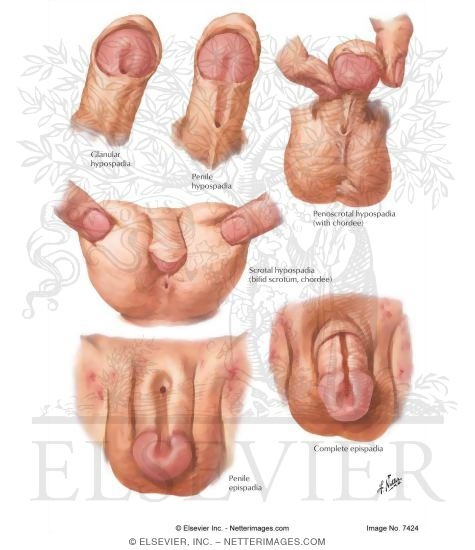 Glanular
hypospadia
Penile
hypospadia
Penoscrotal hypospadia
(with chordee)
Scrotal hypospadia
(bifid scrotum, chordée)
Complete epispadia
Penile
epispadia
ELSEVIER
© Elsevier Inc. - Netterimages.com
Image No. 7424
© ELSEVIER, INC. – NETTERIMAGES.COM